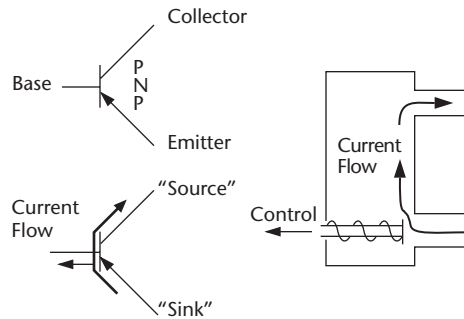 Collector
Base
P
N
P
Emitter
Current
Flow
"Source"
"Sink"
Current
Flow
Control